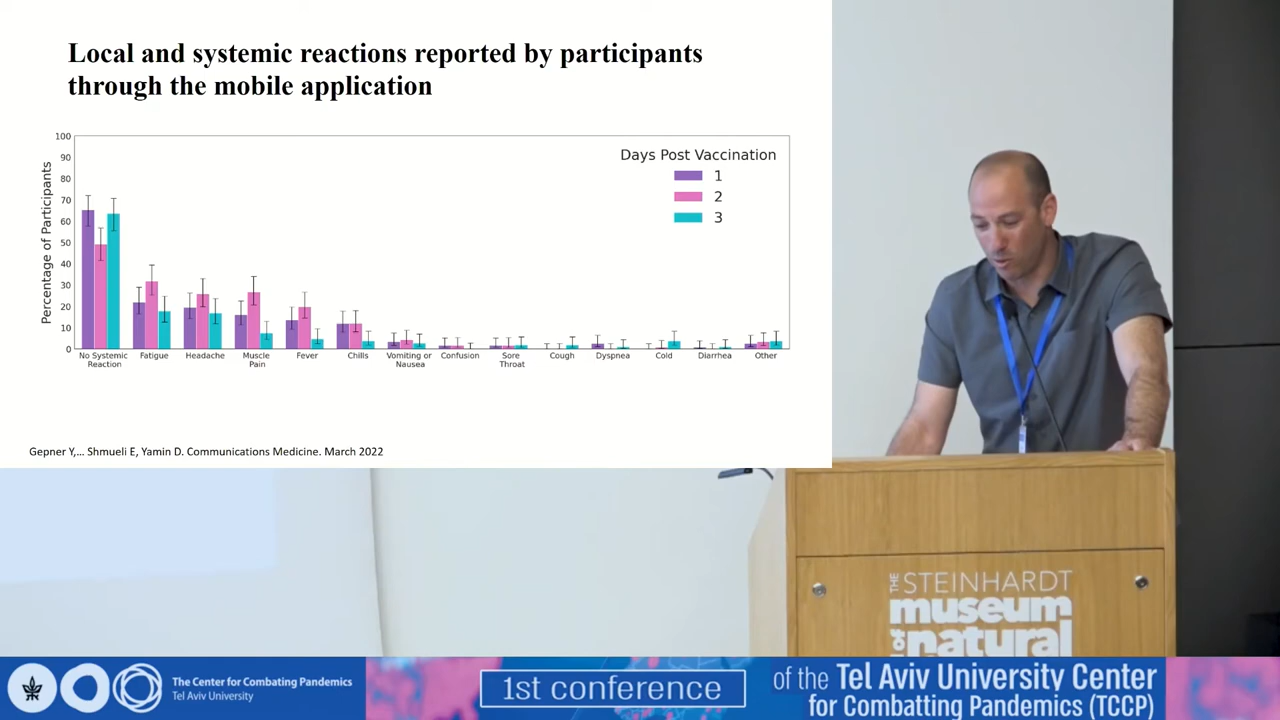 Local and systemic reactions reported by participants
through the mobile application
Percentage of Participants
100
90
80
70
60
50
40
30
20
10
0
Days Post Vaccination
1
2
3
No Systemic
Reaction
Fatigue
Headache
Muscle
Pain
Fever
Chills
Vomiting or
Nausea
Confusion
Sore
Throat
Cough
Dyspnea
Cold
Diarrhea
Other
Gepner Y,... Shmueli E, Yamin D. Communications Medicine. March 2022
THE STEINHARDT
museum
of natural
The Center for Combating Pandemics
Tel Aviv University
1st conference
of the Tel Aviv University Center
for Combatting Pandemics (TCCP)